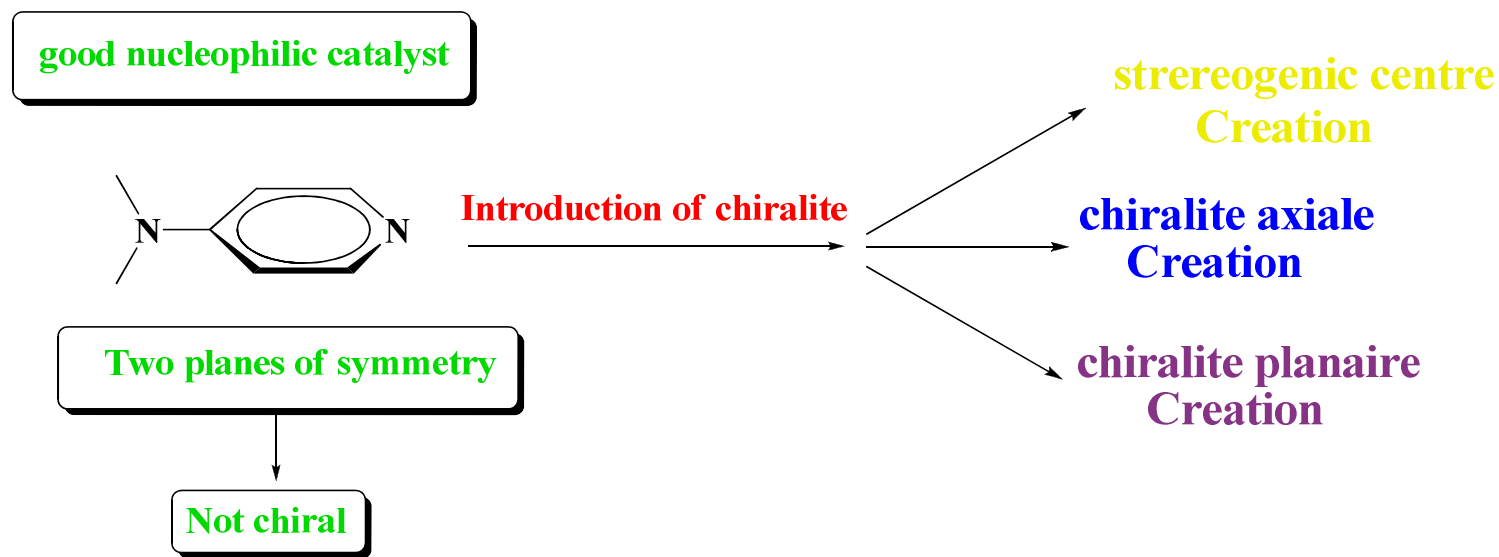 good nucleophilic catalyst
strereogenic centre
Creation
N
N
Introduction of chiralite
chiralite axiale
Creation
Two planes of symmetry
chiralite planaire
Creation
Not chiral